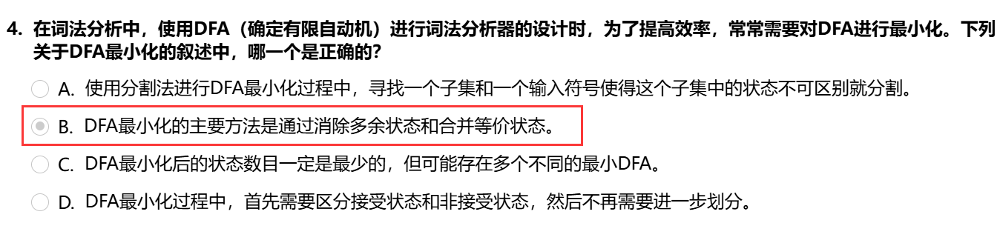 4. 在词法分析中，使用DFA（确定有限自动机）进行词法分析器的设计时，为了提高效率，常常需要对DFA进行最小化。下列
关于DFA最小化的叙述中，哪一个是正确的？
A. 使用分割法进行DFA最小化过程中，寻找一个子集和一个输入符号使得这个子集中的状态不可区别就分割。
B. DFA最小化的主要方法是通过消除多余状态和合并等价状态。
C. DFA最小化后的状态数目一定是最少的，但可能存在多个不同的最小DFA。
D. DFA最小化过程中，首先需要区分接受状态和非接受状态，然后不再需要进一步划分。